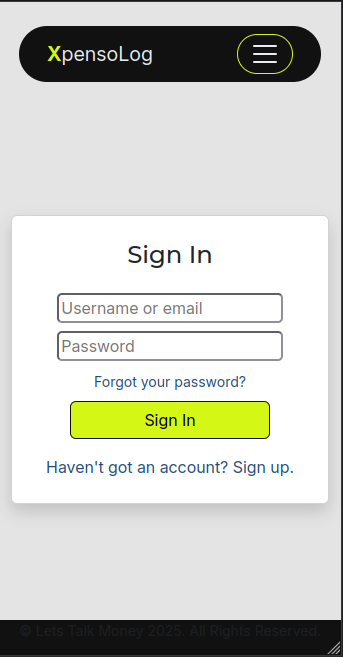 XpensoLog
Sign In
Username or email
Password
Forgot your password?
Sign In
Haven't got an account? Sign up.
© Lets Talk Money 2025. All Rights Reserved.